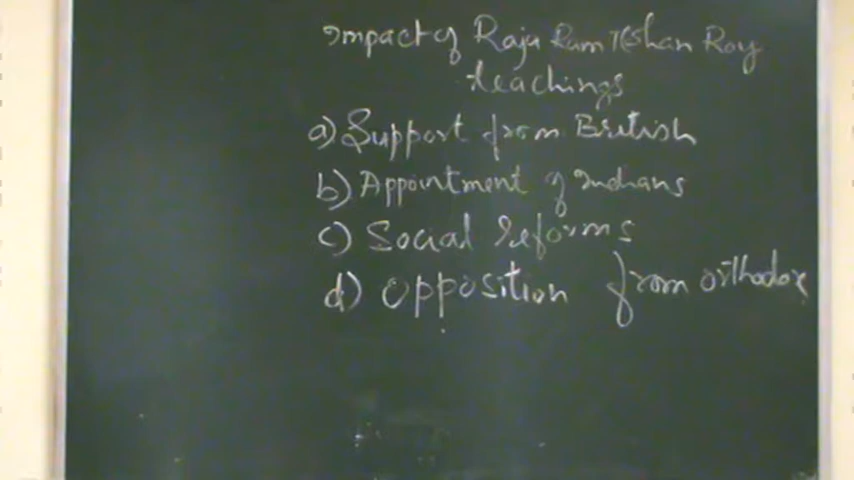 Impact of Raja Ram Mohan Roy
teachings
a) Support from British
b) Appointment of Indians
c) Social Reforms
d) Opposition from orthodox